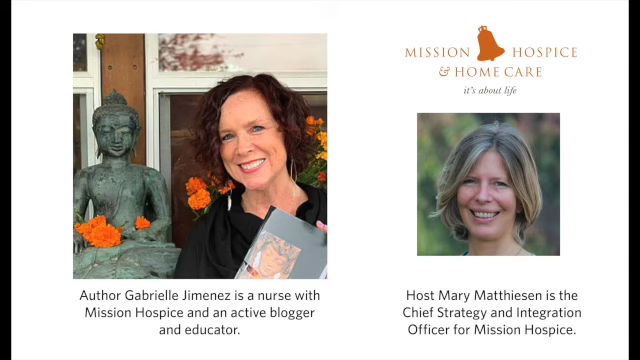 MISSION HOSPICE
& HOME CARE
it's about life
Author Gabrielle Jimenez is a nurse with
Mission Hospice and an active blogger
and educator.
Host Mary Matthiesen is the
Chief Strategy and Integration
Officer for Mission Hospice.